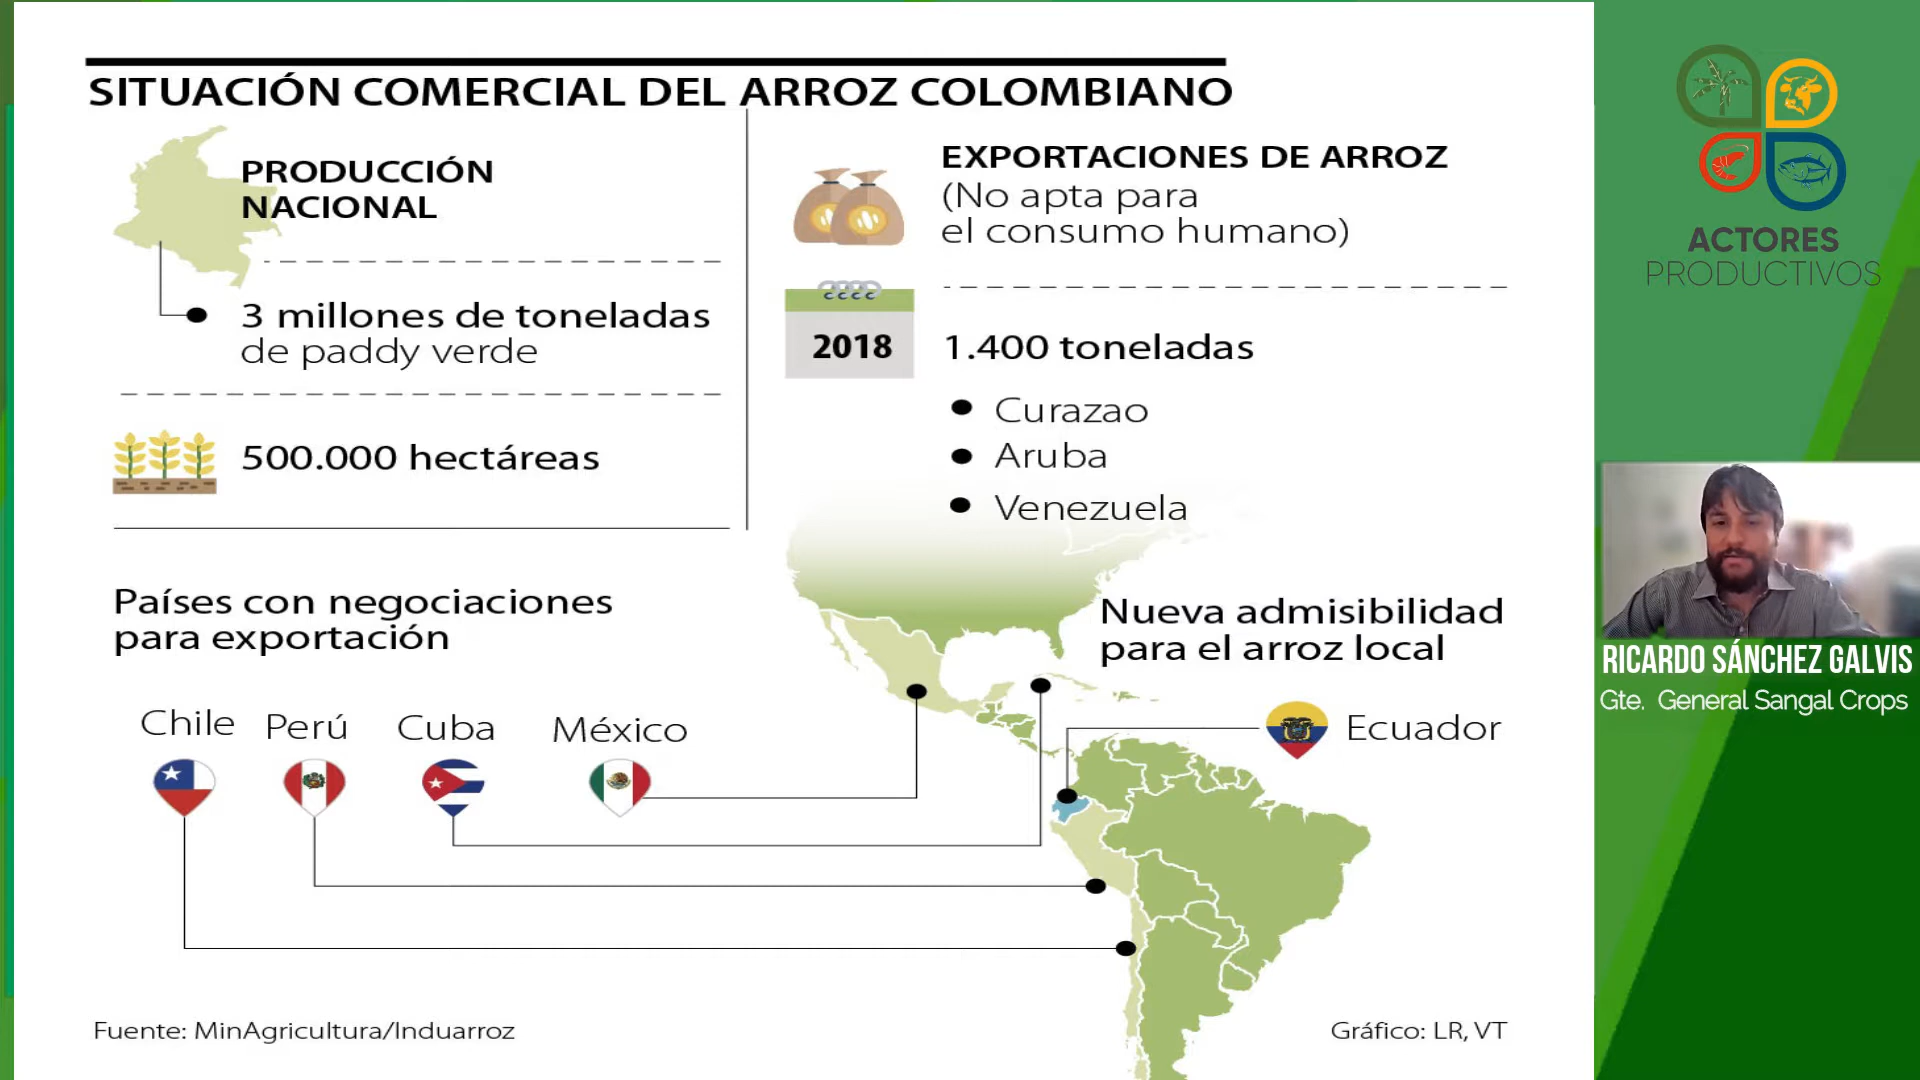 SITUACIÓN COMERCIAL DEL ARROZ COLOMBIANO
PRODUCCIÓN
NACIONAL
3 millones de toneladas
de paddy verde
500.000 hectáreas
EXPORTACIONES DE ARROZ
(No apta para
el consumo humano)
2018
1.400 toneladas
Curazao
Aruba
Venezuela
Países con negociaciones
para exportación
Chile
Perú
Cuba
México
Nueva admisibilidad
para el arroz local
Ecuador
Fuente: MinAgricultura/Induarroz
Gráfico: LR, VT
ACTORES
PRODUCTIVOS
RICARDO SÁNCHEZ GALVIS
Gte. General Sangal Crops